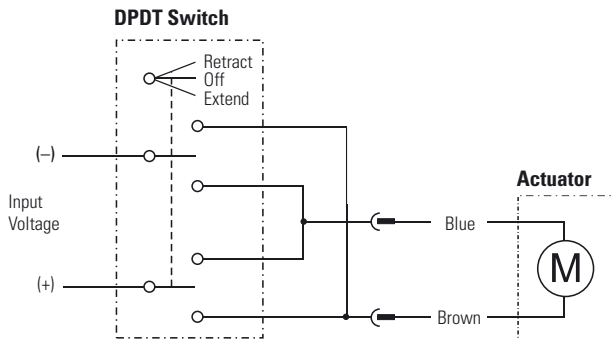 DPDT Switch
Retract
Off
Extend
(–)
Input
Voltage
(+)
Actuator
Blue
M
Brown